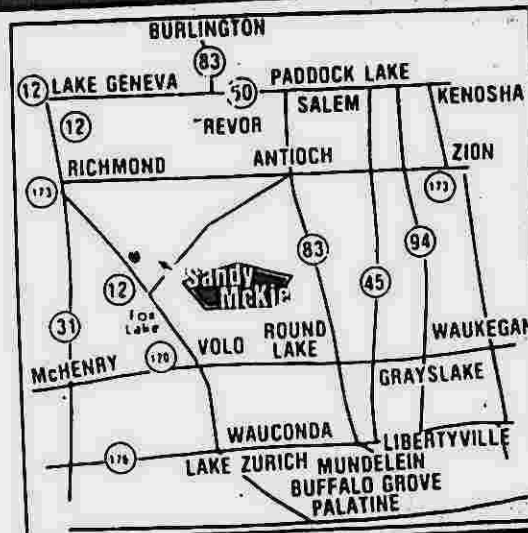 BURLINGTON
83
12 LAKE GENEVA
50
PADDOCK LAKE
KENOSHA
SALEM
12
REVOR
RICHMOND
ANTIOCH
ZION
173
173
Sandy
McKie
83
94
12
45
Fox
Lake
31
VOLO
ROUND
LAKE
WAUKEGAN
McHENRY
120
GRAYSLAKE
WAUCONDA
LIBERTYVILLE
176
LAKE ZURICH
MUNDELEIN
BUFFALO GROVE
PALATINE